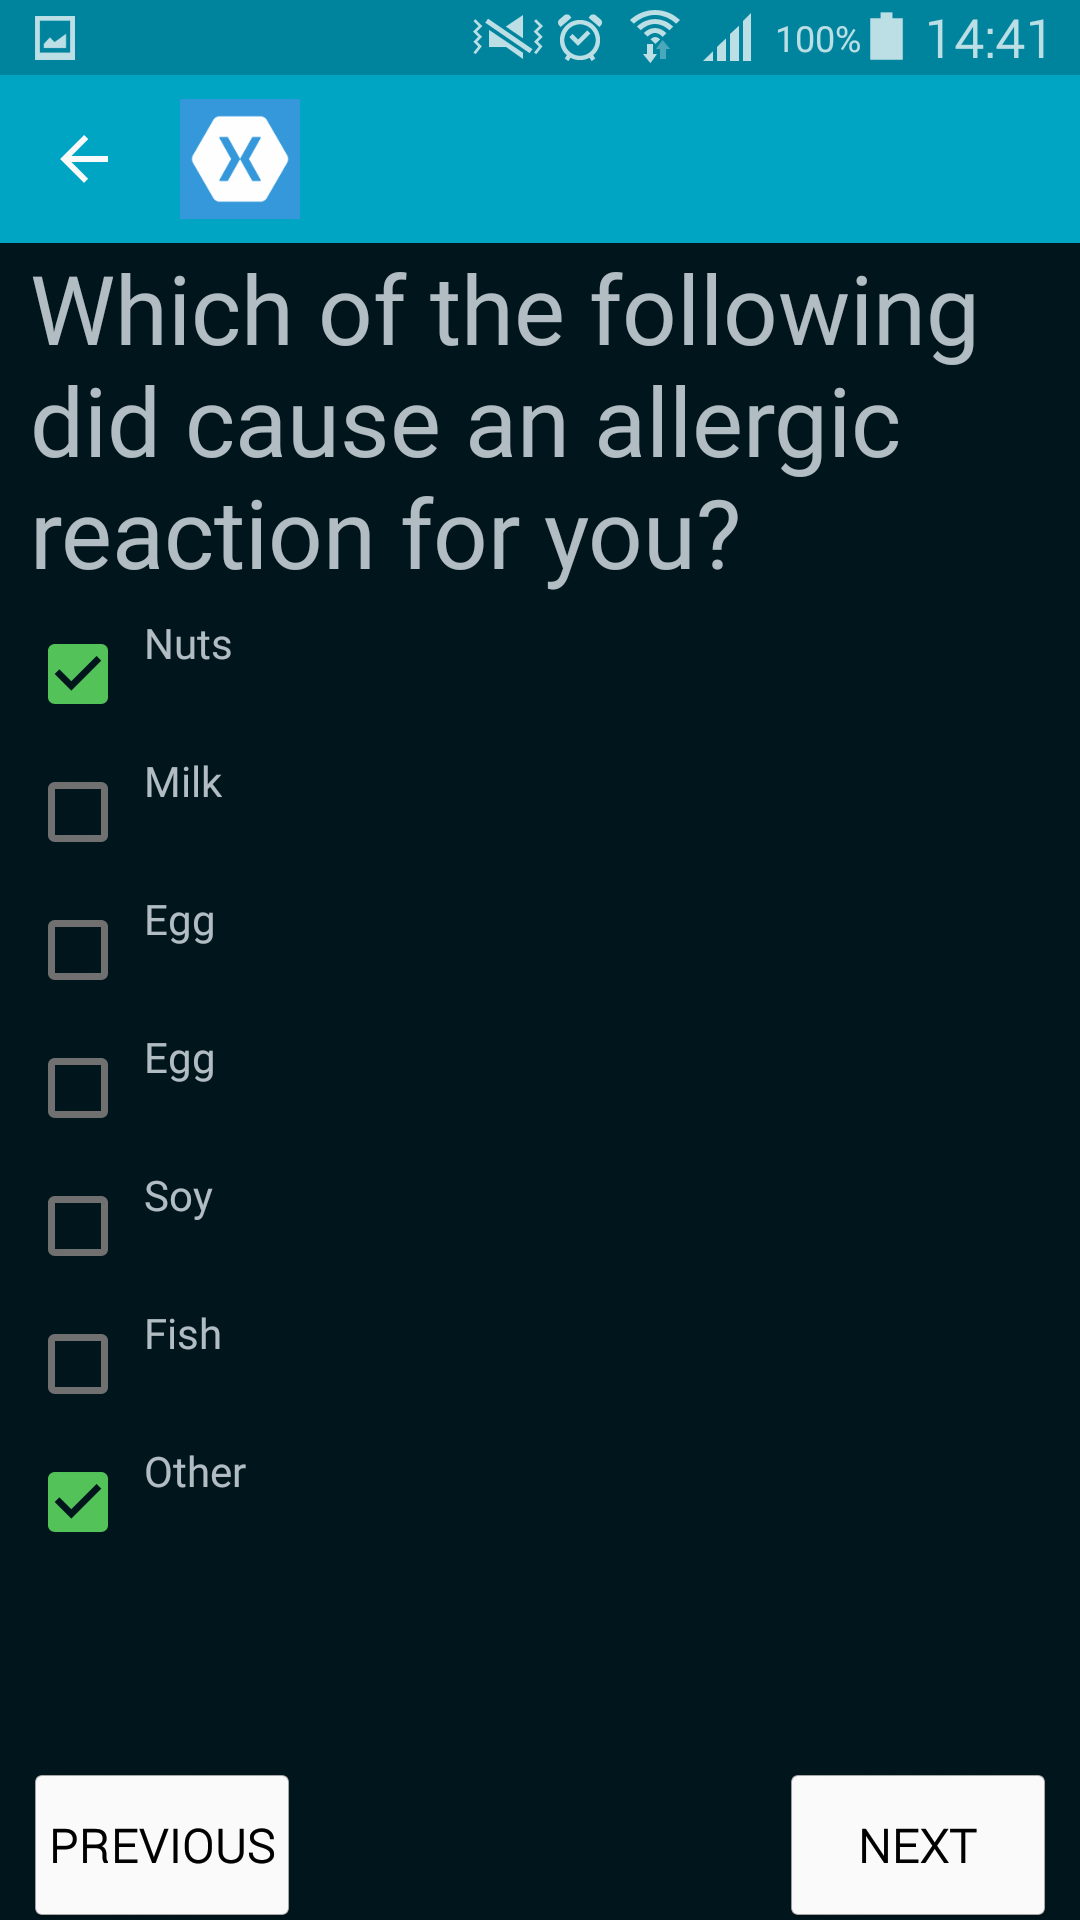 100% 14:41
X
Which of the following
did cause an allergic
reaction for you?
Nuts
Milk
Egg
Egg
Soy
Fish
Other
PREVIOUS NEXT